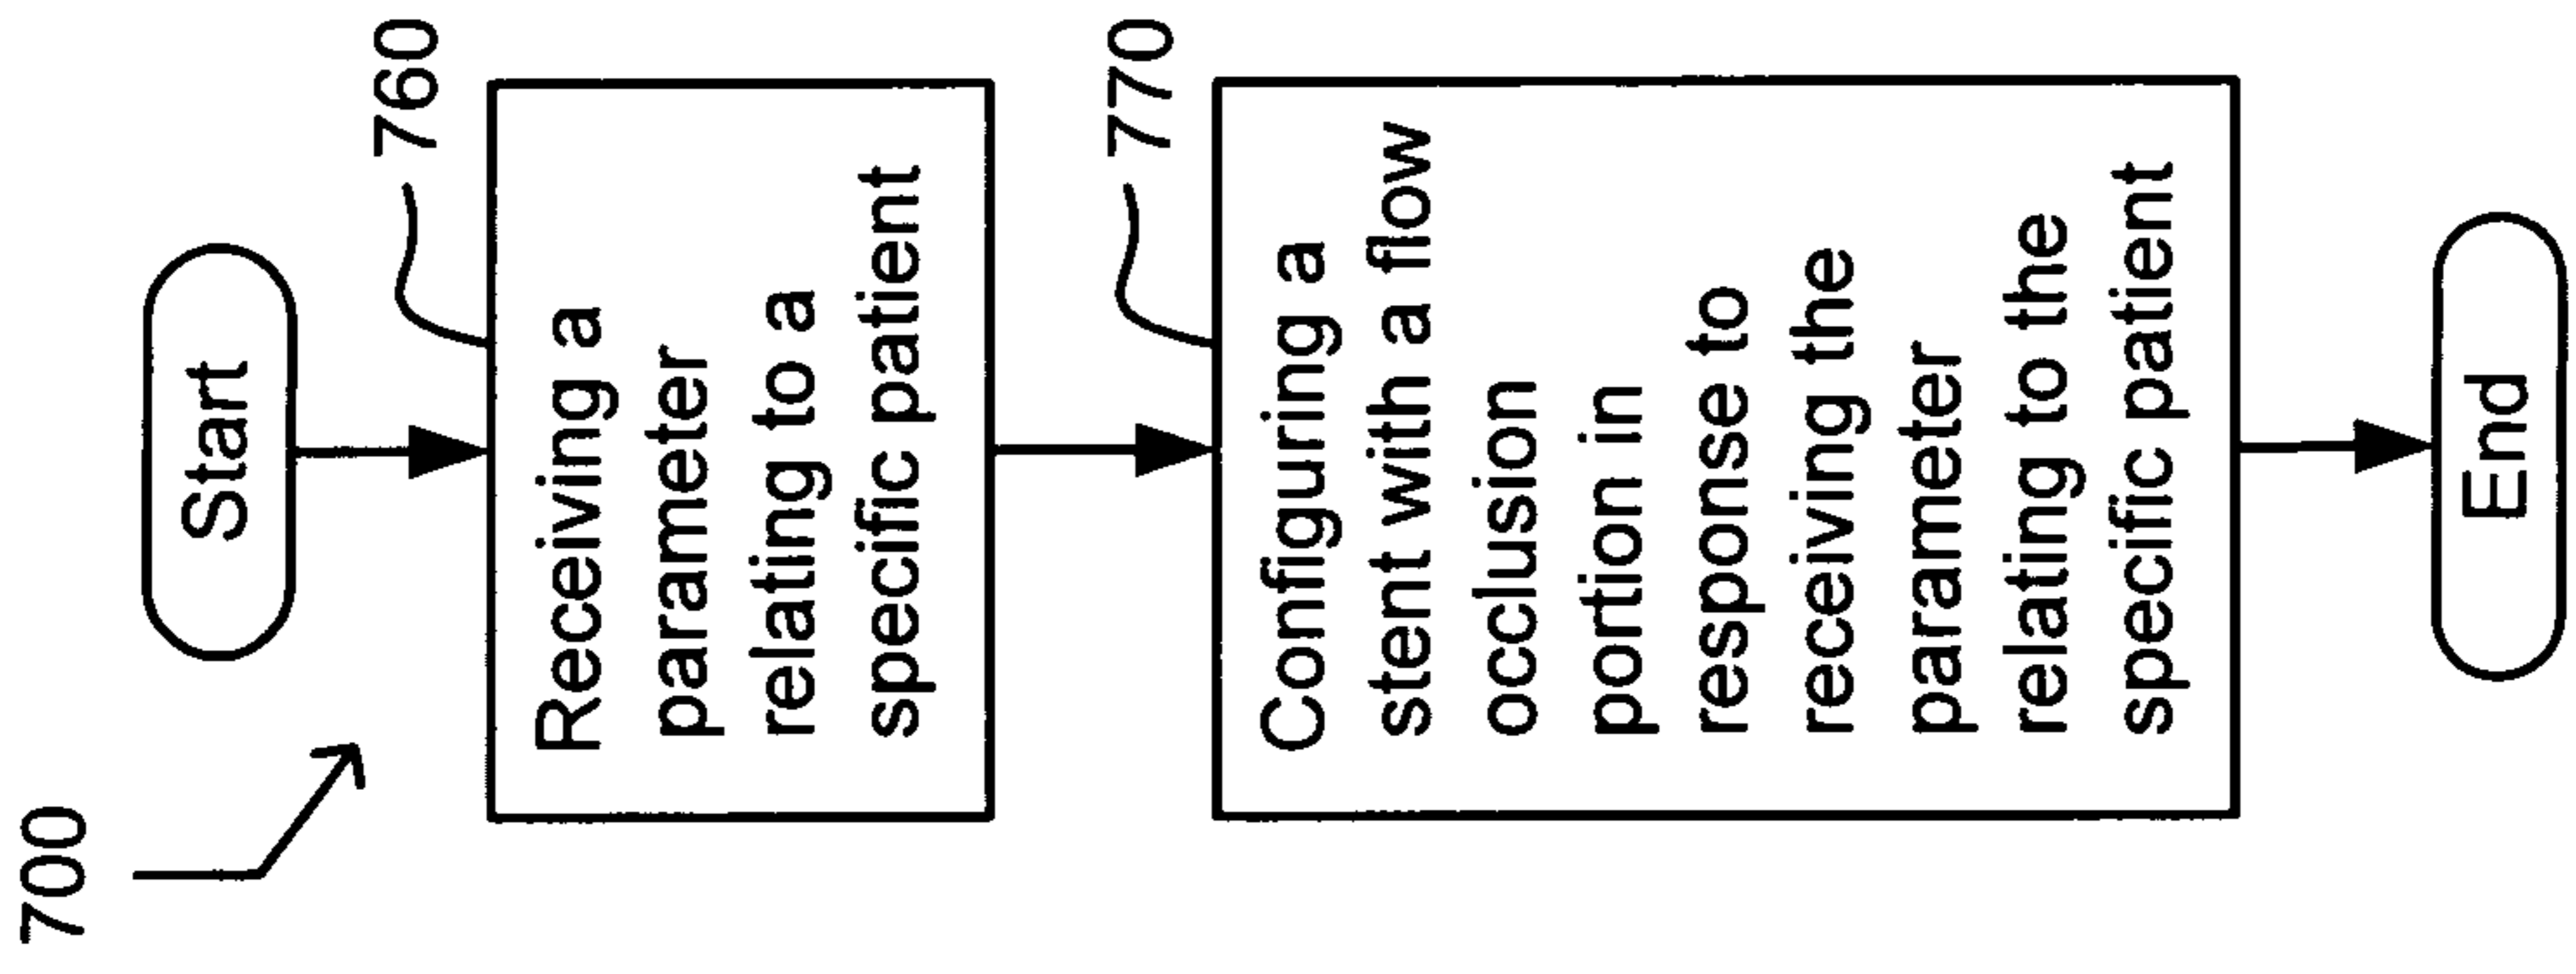 700
Start
760
Receiving a
parameter
relating to a
specific patient
770
Configuring a
stent with a flow
occlusion
portion in
response to
receiving the
parameter
relating to the
specific patient
End